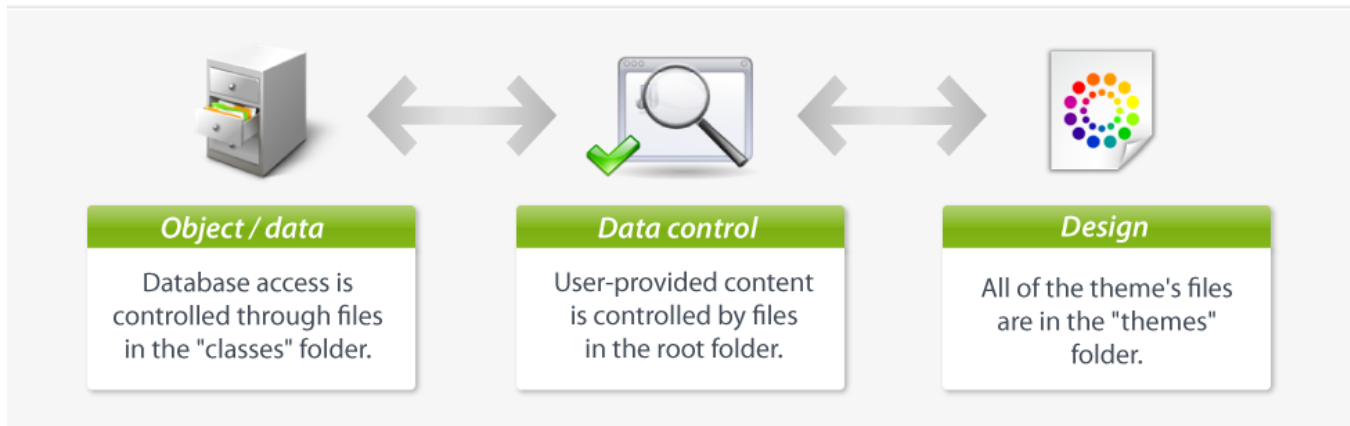 Object / data
Database access is
controlled through files
in the "classes" folder.
Data control
User-provided content
is controlled by files
in the root folder.
Design
All of the theme's files
are in the "themes"
folder.